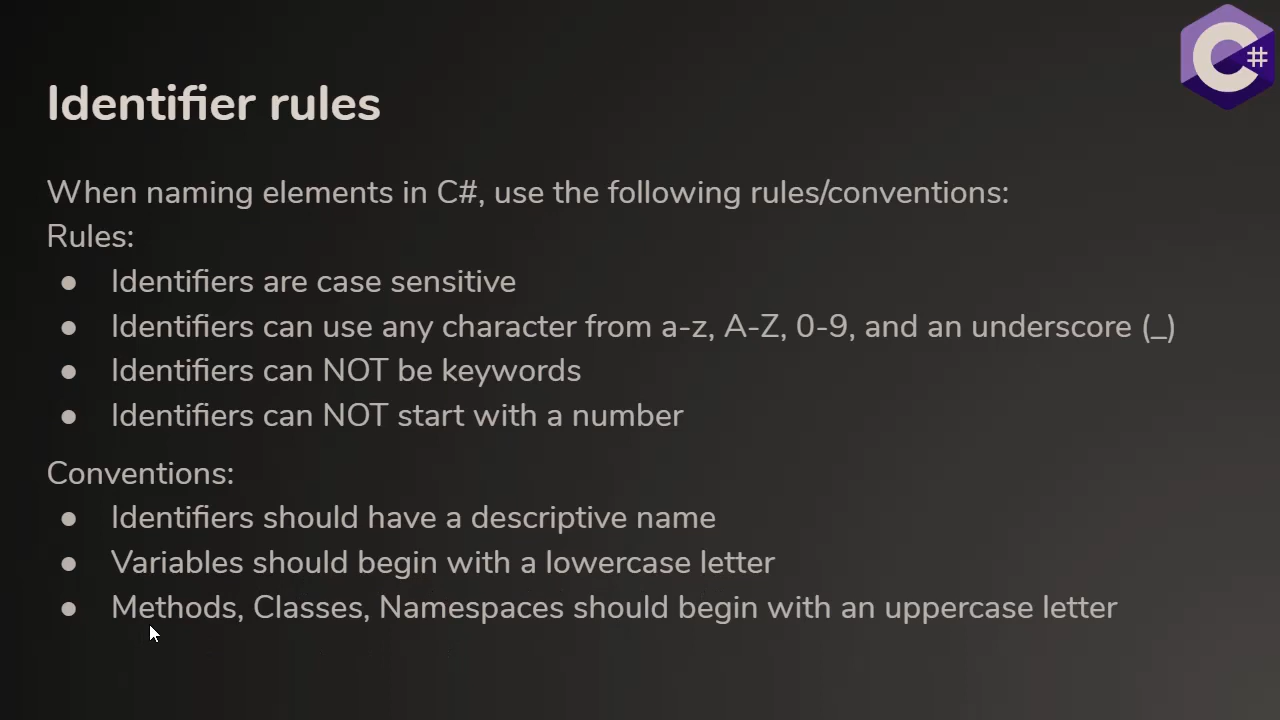 C#
Identifier rules
When naming elements in C#, use the following rules/conventions:
Rules:
● Identifiers are case sensitive
● Identifiers can use any character from a-z, A-Z, 0-9, and an underscore (_)
● Identifiers can NOT be keywords
● Identifiers can NOT start with a number
Conventions:
● Identifiers should have a descriptive name
● Variables should begin with a lowercase letter
● Methods, Classes, Namespaces should begin with an uppercase letter